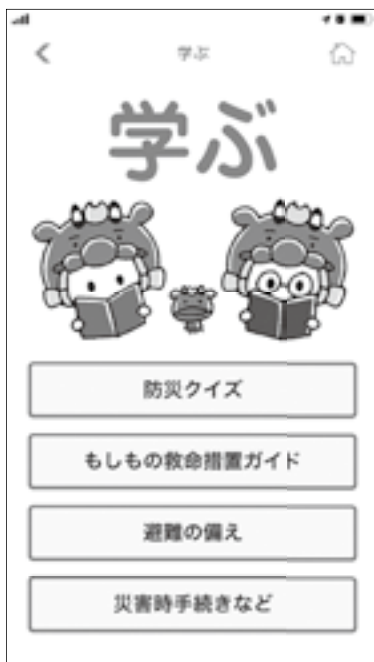 学ぶ
学ぶ
防災クイズ
もしもの救命措置ガイド
避難の備え
災害時手続きなど